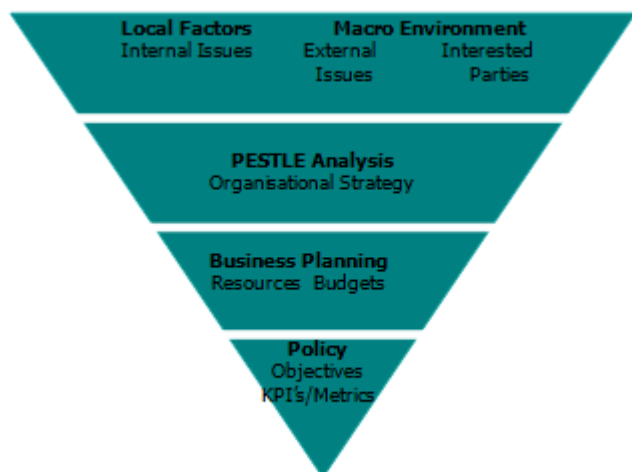 Local Factors Macro Environment
Internal Issues External Interested
Issues Parties
PESTLE Analysis
Organisational Strategy
Business Planning
Resources Budgets
Policy
Objectives
KPI's/Metrics